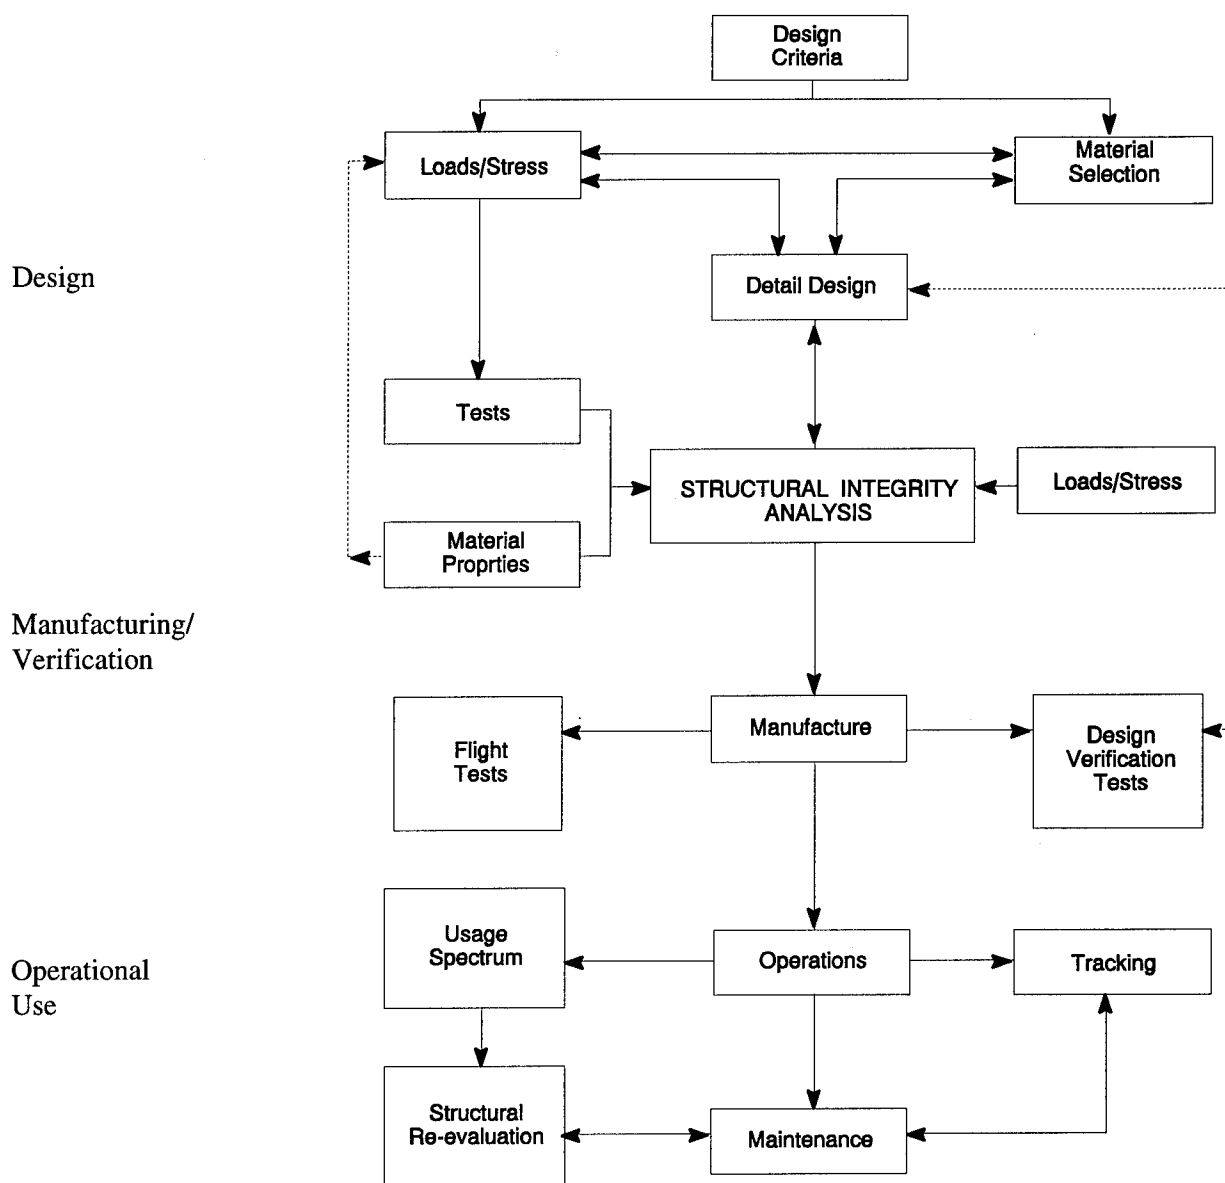 Design
Criteria
Loads/Stress
Material
Selection
Design
Detail Design
Tests
STRUCTURAL INTEGRITY
ANALYSIS
Loads/Stress
Material
Proprties
Manufacturing/
Verification
Flight
Tests
Manufacture
Design
Verification
Tests
Operational
Use
Usage
Spectrum
Operations
Tracking
Structural
Re-evaluation
Maintenance